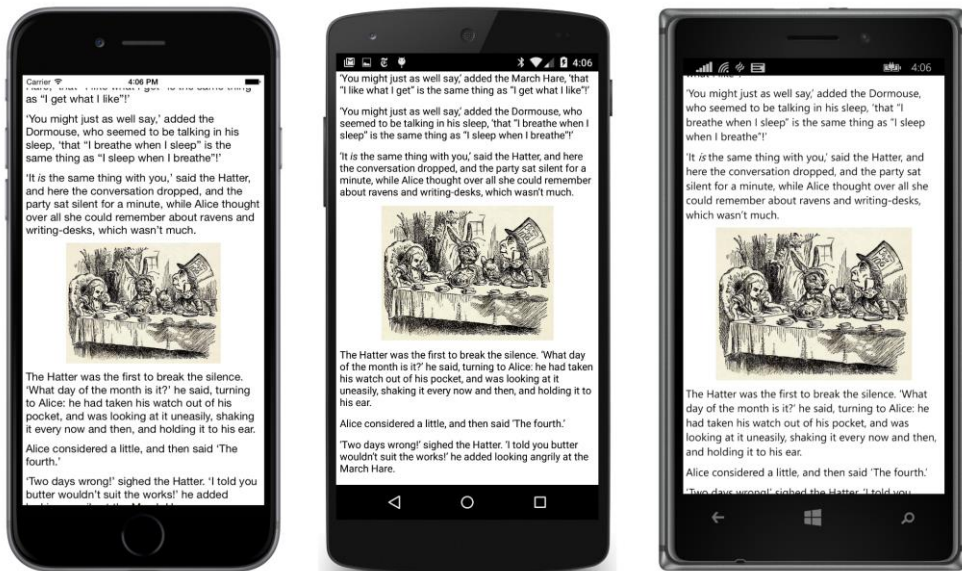 Carrier 4:06 PM
Hare, 'that "I like what I get" is the same thing
as "I get what I like"!'
'You might just as well say,' added the
Dormouse, who seemed to be talking in his
sleep, 'that "I breathe when I sleep" is the
same thing as "I sleep when I breathe"!'
'It is the same thing with you,' said the Hatter,
and here the conversation dropped, and the
party sat silent for a minute, while Alice thought
over all she could remember about ravens and
writing-desks, which wasn't much.
The Hatter was the first to break the silence.
'What day of the month is it?' he said, turning
to Alice: he had taken his watch out of his
pocket, and was looking at it uneasily, shaking
it every now and then, and holding it to his ear.
Alice considered a little, and then said 'The
fourth.'
'Two days wrong!' sighed the Hatter. 'I told you
butter wouldn't suit the works!' he added
4:06
'You might just as well say,' added the March Hare, 'that
"I like what I get" is the same thing as "I get what I like"!'
'You might just as well say,' added the Dormouse, who
seemed to be talking in his sleep, 'that "I breathe when I
sleep" is the same thing as "I sleep when I breathe"!'
'It is the same thing with you,' said the Hatter, and here
the conversation dropped, and the party sat silent for a
minute, while Alice thought over all she could remember
about ravens and writing-desks, which wasn't much.
The Hatter was the first to break the silence. 'What day
of the month is it?' he said, turning to Alice: he had taken
his watch out of his pocket, and was looking at it
uneasily, shaking it every now and then, and holding it to
his ear.
Alice considered a little, and then said 'The fourth.'
'Two days wrong!' sighed the Hatter. 'I told you butter
wouldn't suit the works!' he added looking angrily at the
March Hare.
4:06
what I like"!'
'You might just as well say,' added the Dormouse,
who seemed to be talking in his sleep, 'that "I
breathe when I sleep" is the same thing as "I sleep
when I breathe"!'
'It is the same thing with you,' said the Hatter, and
here the conversation dropped, and the party sat
silent for a minute, while Alice thought over all she
could remember about ravens and writing-desks,
which wasn't much.
The Hatter was the first to break the silence. 'What
day of the month is it?' he said, turning to Alice: he
had taken his watch out of his pocket, and was
looking at it uneasily, shaking it every now and then,
and holding it to his ear.
Alice considered a little, and then said 'The fourth.'
'Two days wrong!' sighed the Hatter. 'I told you